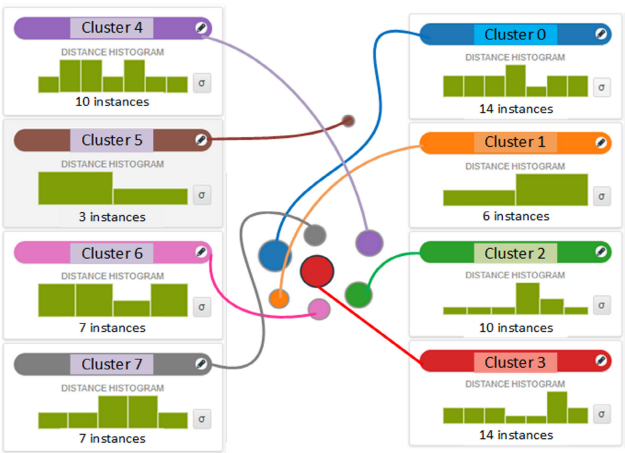 Cluster 4
DISTANCE HISTOGRAM
σ
10 instances
Cluster 5
DISTANCE HISTOGRAM
σ
3 instances
Cluster 6
DISTANCE HISTOGRAM
σ
7 instances
Cluster 7
DISTANCE HISTOGRAM
σ
7 instances
Cluster 0
DISTANCE HISTOGRAM
σ
14 instances
Cluster 1
DISTANCE HISTOGRAM
σ
6 instances
Cluster 2
DISTANCE HISTOGRAM
σ
10 instances
Cluster 3
DISTANCE HISTOGRAM
σ
14 instances